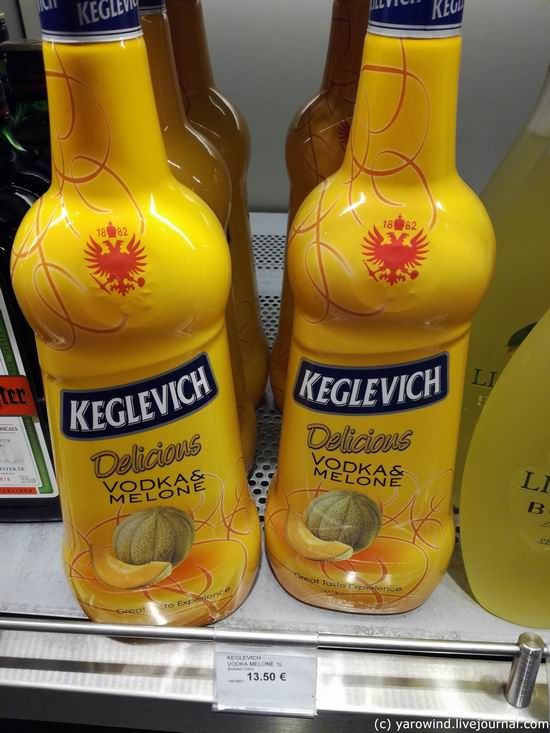 KEGLEVICH
KEGLEVICH
1882
KEGLEVICH
Delicious
VODKA&
MELONE
Great Taste Experience
1882
KEGLEVICH
Delicious
VODKA&
MELONE
Great Taste Experience
KEGLEVICH
VODKA MELONE 1L
13.50 €
(c) yarowind.livejournal.com